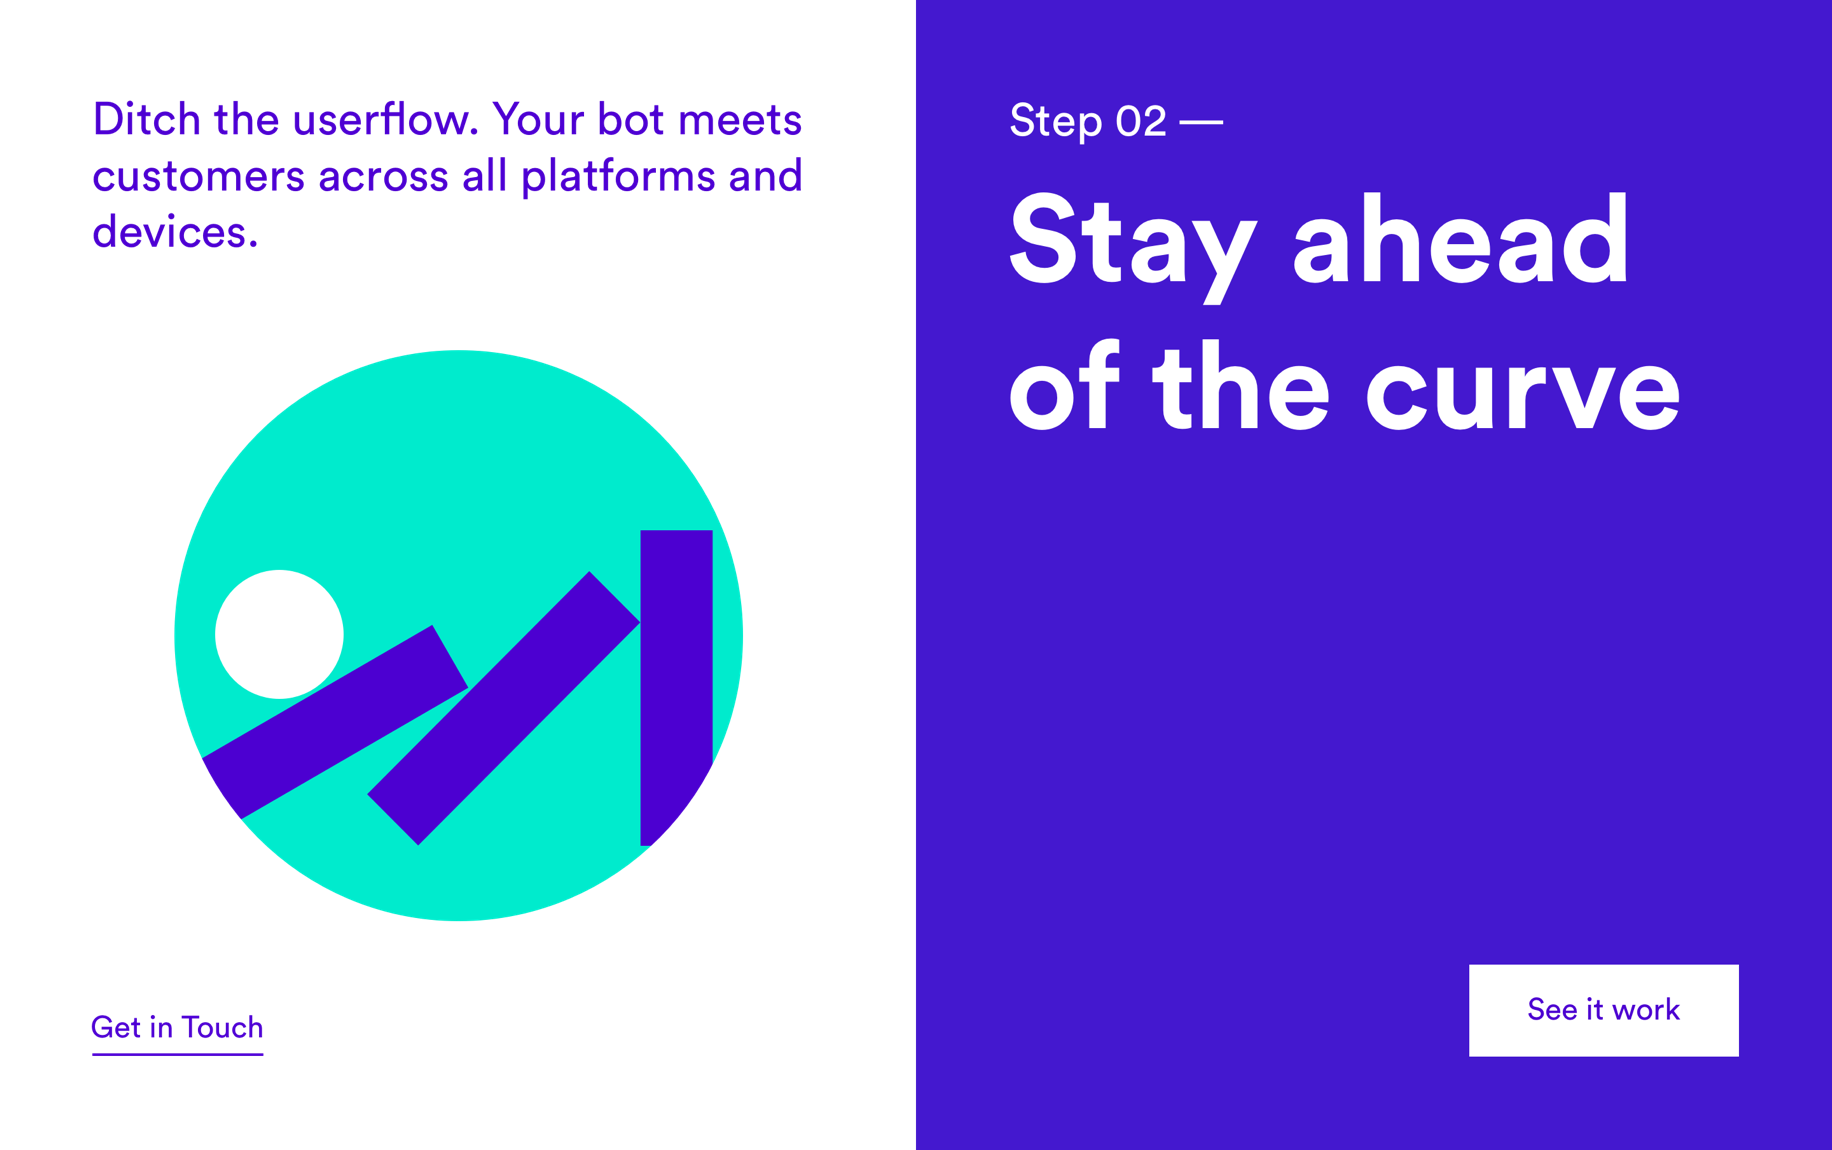 Ditch the userflow. Your bot meets
customers across all platforms and
devices.
Get in Touch
Step 02 —
Stay ahead
of the curve
See it work